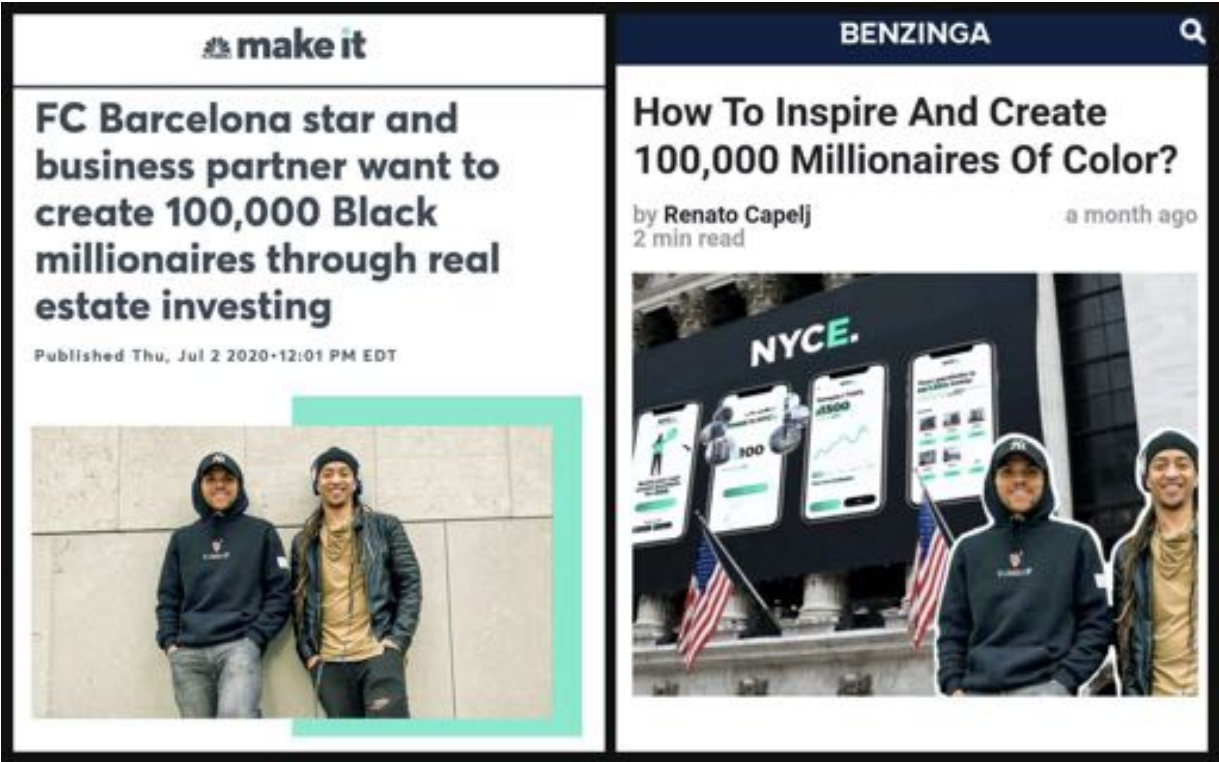 make it
FC Barcelona star and
business partner want to
create 100,000 Black
millionaires through real
estate investing
Published Thu, Jul 2 2020•12:01 PM EDT
BENZINGA
How To Inspire And Create
100,000 Millionaires Of Color?
by Renato Capelj a month ago
2 min read
NYCE.
100
$1500